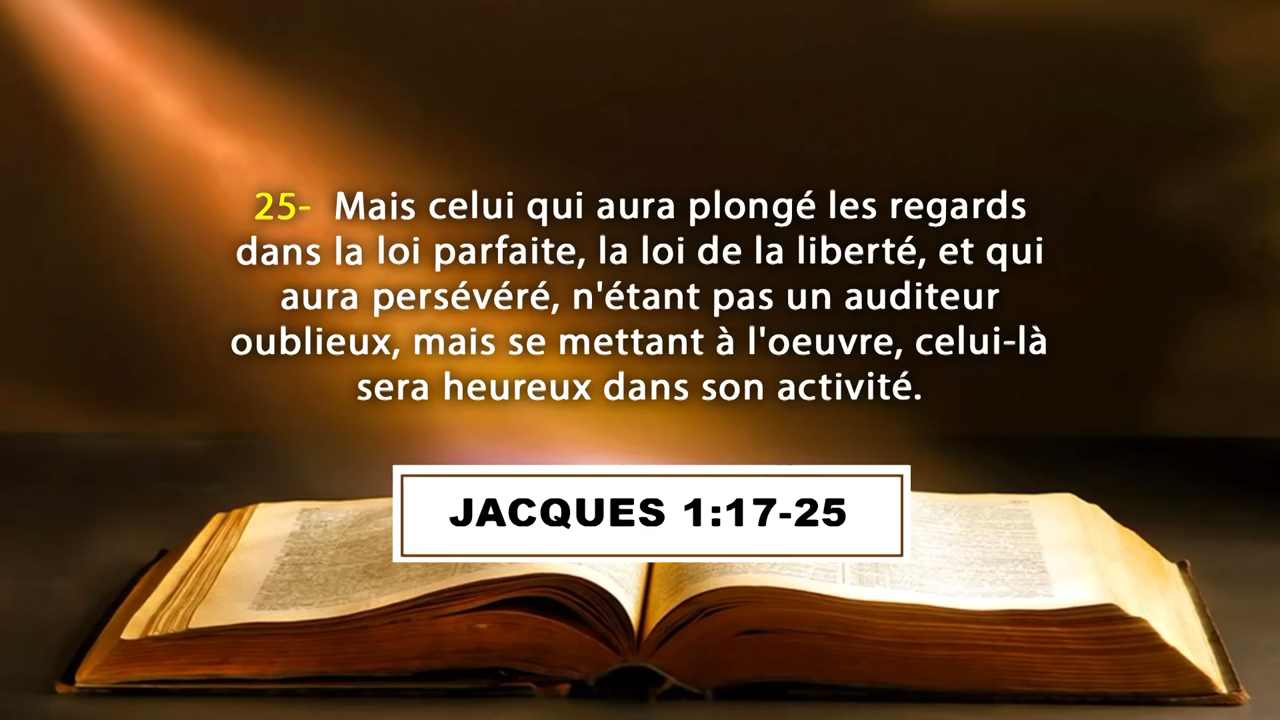 25- Mais celui qui aura plongé les regards
dans la loi parfaite, la loi de la liberté, et qui
aura persévéré, n'étant pas un auditeur
oublieux, mais se mettant à l'oeuvre, celui-là
sera heureux dans son activité.
JACQUES 1:17-25